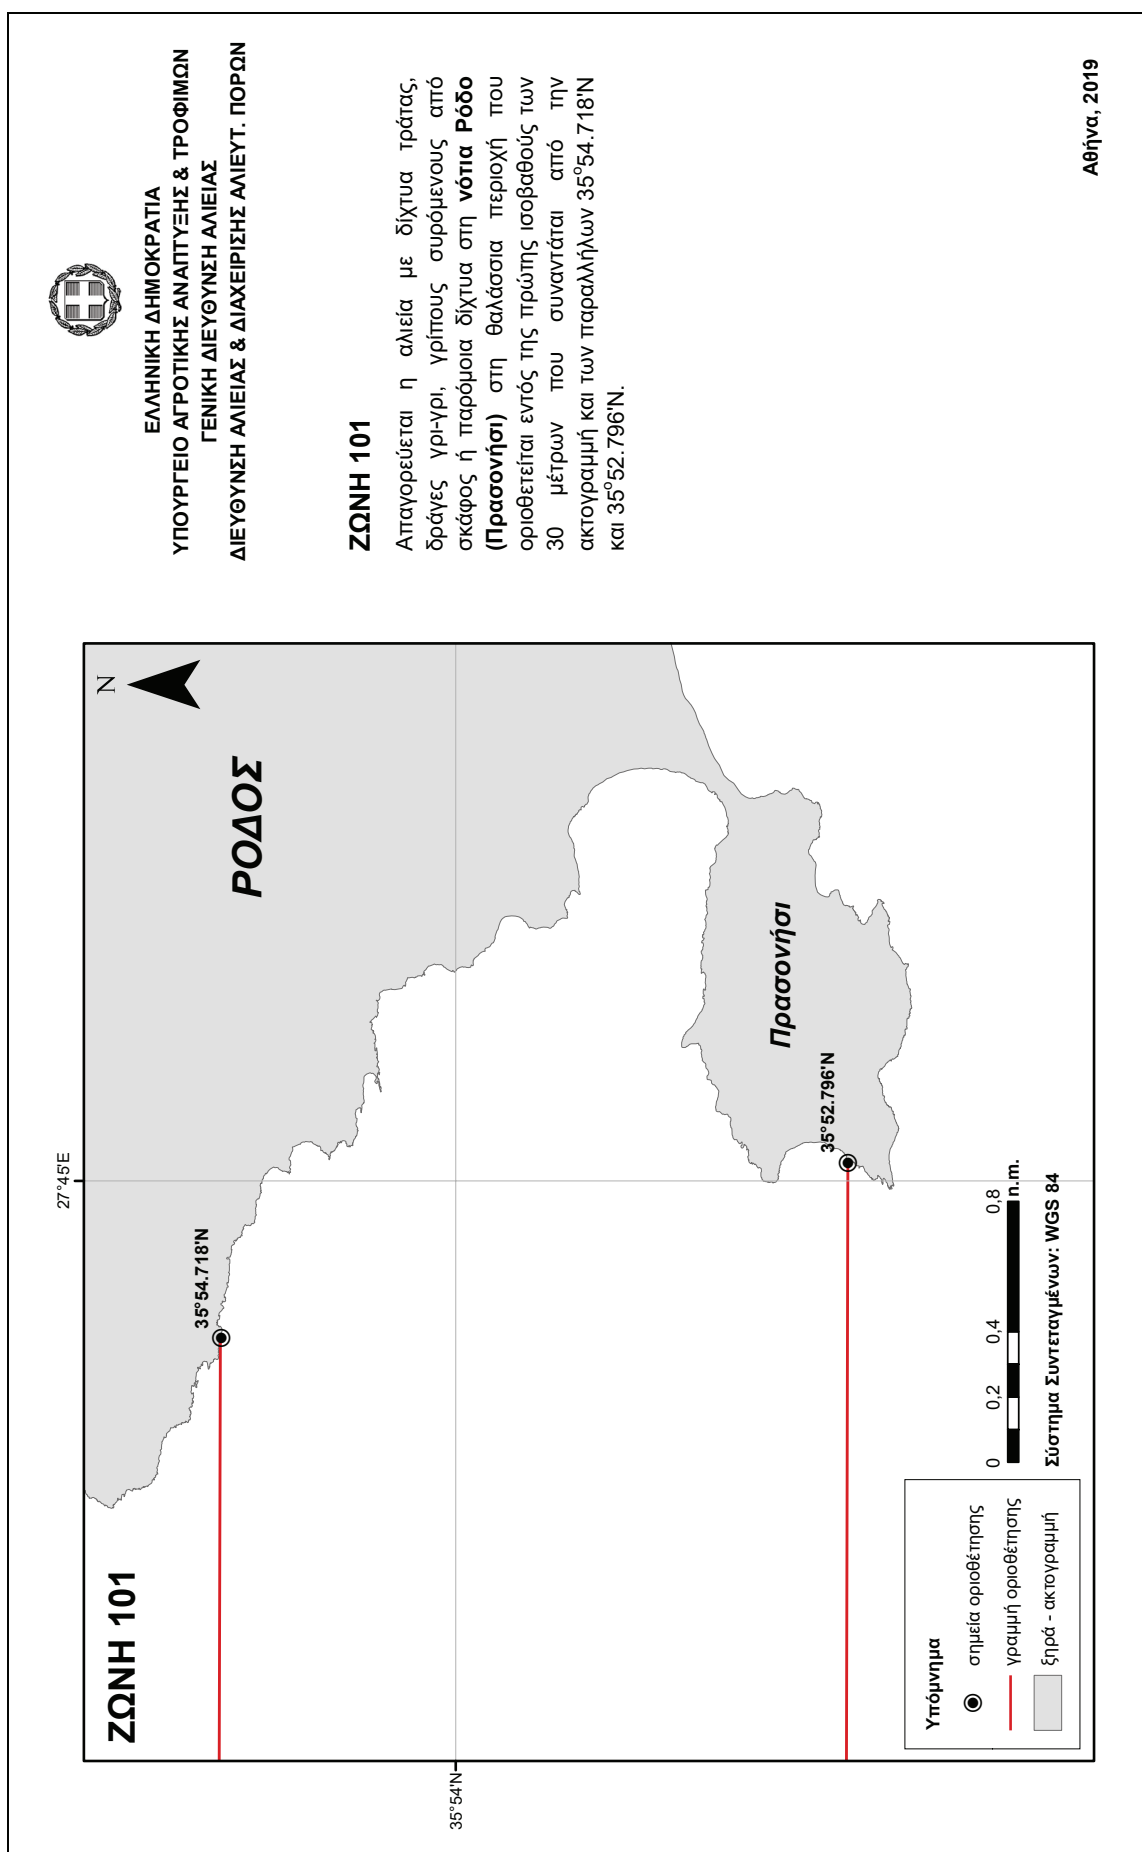 ΕΛΛΗΝΙΚΗ ΔΗΜΟΚΡΑΤΙΑ
ΥΠΟΥΡΓΕΙΟ ΑΓΡΟΤΙΚΗΣ ΑΝΑΠΤΥΞΗΣ & ΤΡΟΦΙΜΩΝ
ΓΕΝΙΚΗ ΔΙΕΥΘΥΝΣΗ ΑΛΙΕΙΑΣ
ΔΙΕΥΘΥΝΣΗ ΑΛΙΕΙΑΣ & ΔΙΑΧΕΙΡΙΣΗΣ ΑΛΙΕΥΤ. ΠΟΡΩΝ
ΖΩΝΗ 101
Απαγορεύεται η αλιεία με δίχτυα τράτας,
δράγες γρι-γρι, γρίπους συρόμενους από
σκάφος ή παρόμοια δίχτυα στη νότια Ρόδο
(Πρασονήσι) στη θαλάσσια περιοχή που
οριοθετείται εντός της πρώτης ισοβαθούς των
30 μέτρων που συναντάται από την
ακτογραμμή και των παραλλήλων 35°54.718'N
και 35°52.796'N.
Αθήνα, 2019
ΖΩΝΗ 101
27°45'E
N
ΡΟΔΟΣ
35°54.718'N
35°54'N
Πρασονήσι
35°52.796'N
Υπόμνημα
σημεία οριοθέτησης
γραμμή οριοθέτησης
ξηρά - ακτογραμμή
0 0,2 0,4 0,8
n.m.
Σύστημα Συντεταγμένων: WGS 84